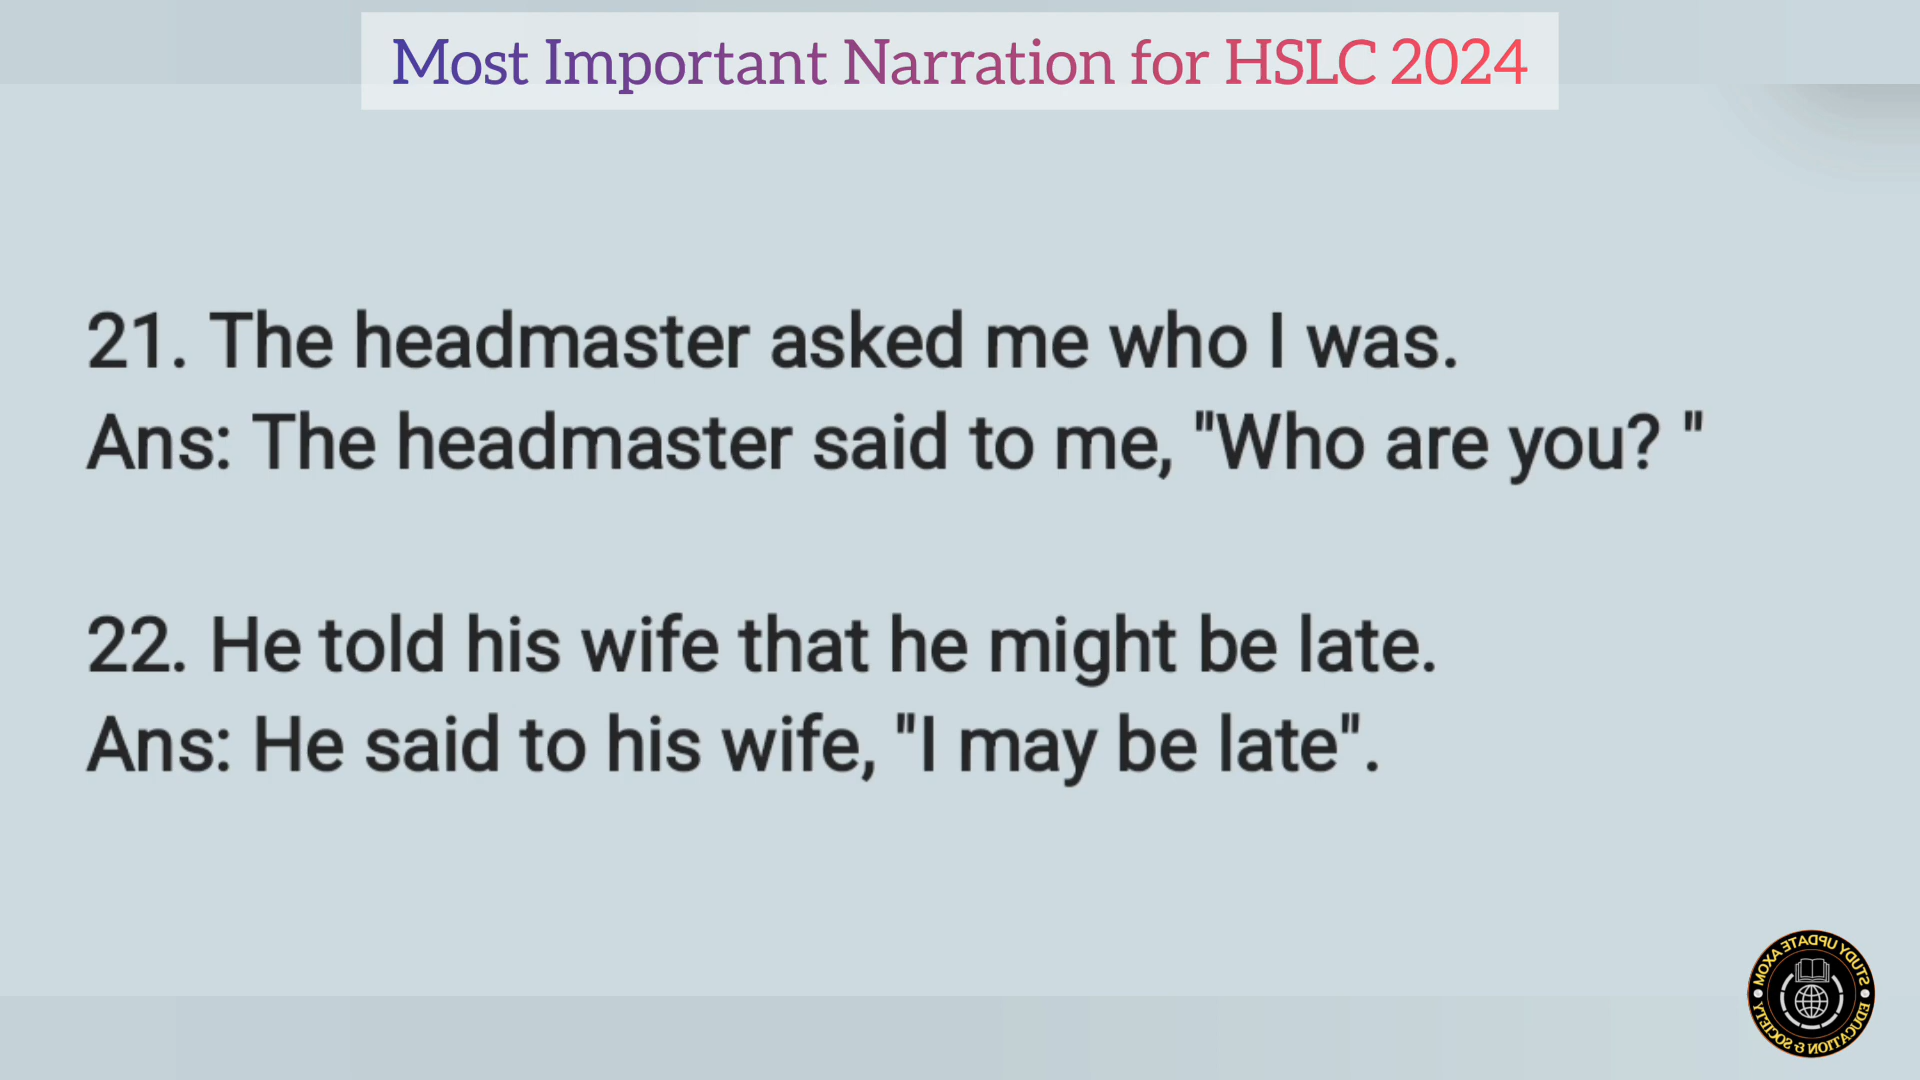 Most Important Narration for HSLC 2024
21. The headmaster asked me who I was.
Ans: The headmaster said to me, "Who are you? "
22. He told his wife that he might be late.
Ans: He said to his wife, "I may be late".
STUDY UPDATE AXOM
EDUCATION & SOCIETY